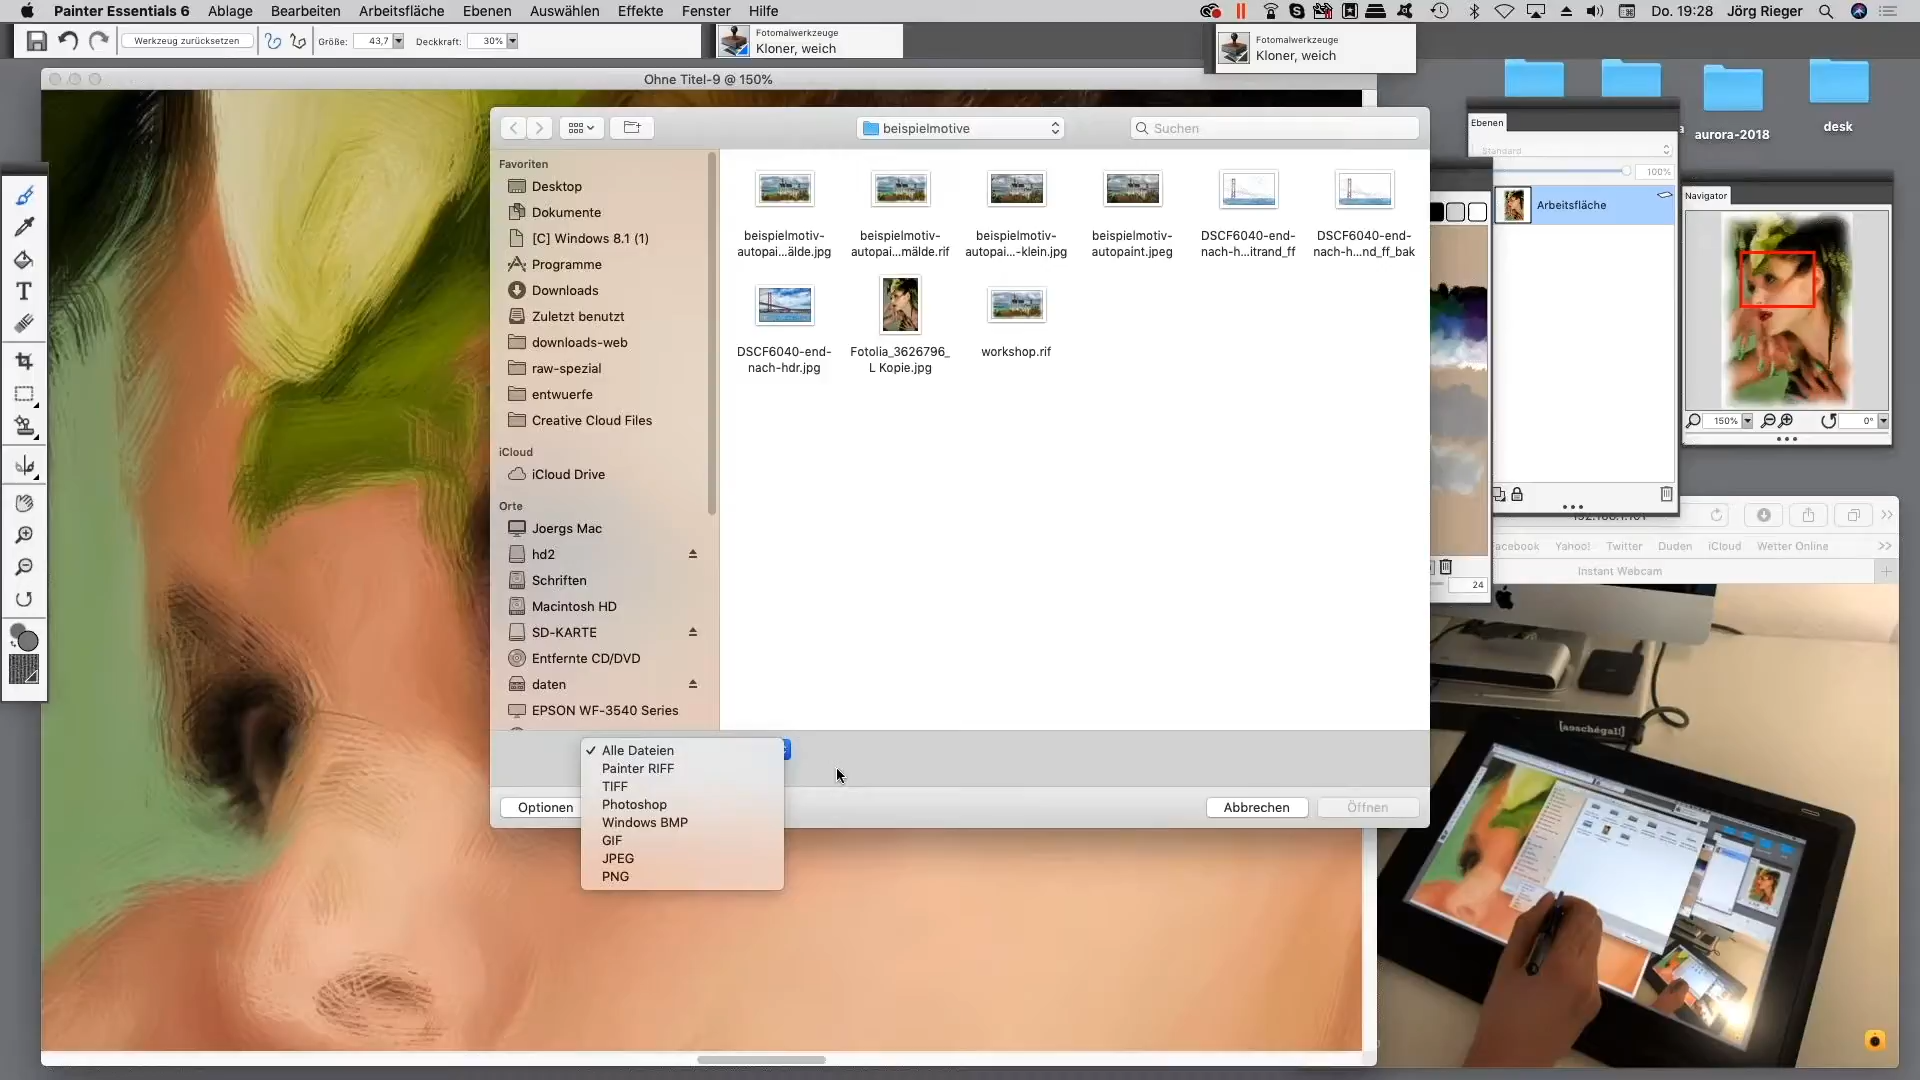 Painter Essentials 6 Ablage Bearbeiten Arbeitsfläche Ebenen Auswählen Effekte Fenster Hilfe Do. 19:28 Jörg Rieger
Werkzeug zurücksetzen Größe: 43,7 Deckkraft: 30%
Fotomalwerkzeuge
Kloner, weich
Fotomalwerkzeuge
Kloner, weich
Ohne Titel-9 @ 150%
beispielmotive
Suchen
Favoriten
Desktop
Dokumente
[C] Windows 8.1 (1)
Programme
Downloads
Zuletzt benutzt
downloads-web
raw-spezial
entwuerfe
Creative Cloud Files
iCloud
iCloud Drive
Orte
Joergs Mac
hd2
Schriften
Macintosh HD
SD-KARTE
Entfernte CD/DVD
daten
EPSON WF-3540 Series
beispielmotiv-
autopai...älde.jpg
beispielmotiv-
autopai...mälde.rif
beispielmotiv-
autopai...-klein.jpg
beispielmotiv-
autopaint.jpeg
DSCF6040-end-
nach-h...itrand_ff
DSCF6040-end-
nach-h...nd_ff_bak
DSCF6040-end-
nach-hdr.jpg
Fotolia_3626796_
L Kopie.jpg
workshop.rif
✓ Alle Dateien
Painter RIFF
TIFF
Photoshop
Windows BMP
GIF
JPEG
PNG
Optionen
Abbrechen
Öffnen
aurora-2018
desk
Ebenen
Standard
100%
Arbeitsfläche
Navigator
150%
0°
24
Facebook Yahoo! Twitter Duden iCloud Wetter Online
Instant Webcam
T